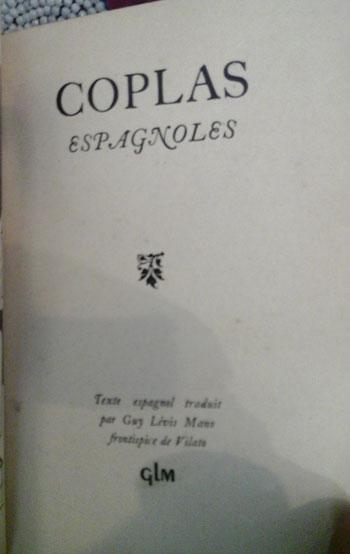 COPLAS
ESPAGNOLES
Texte espagnol traduit
par Guy Lévis Mano
frontispice de Vilato
GLM